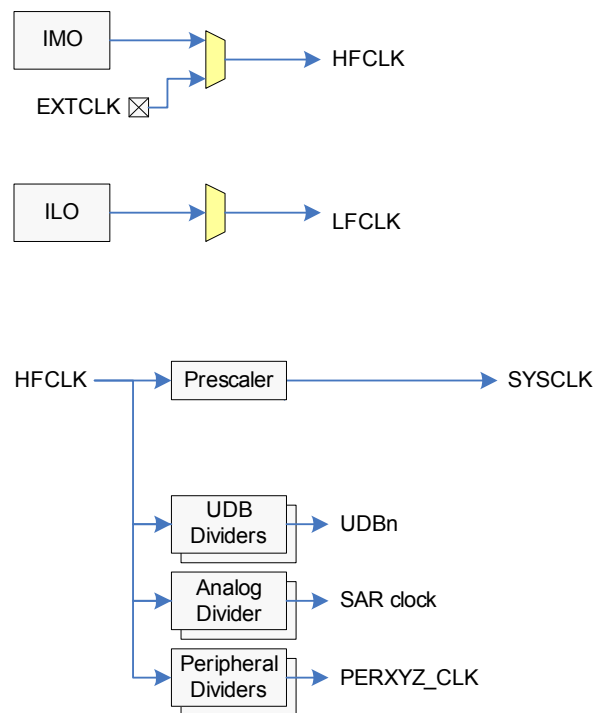 IMO
HFCLK
EXTCLK
ILO
LFCLK
HFCLK
Prescaler
SYSCLK
UDB
Dividers
UDBn
Analog
Divider
SAR clock
Peripheral
Dividers
PERXYZ_CLK